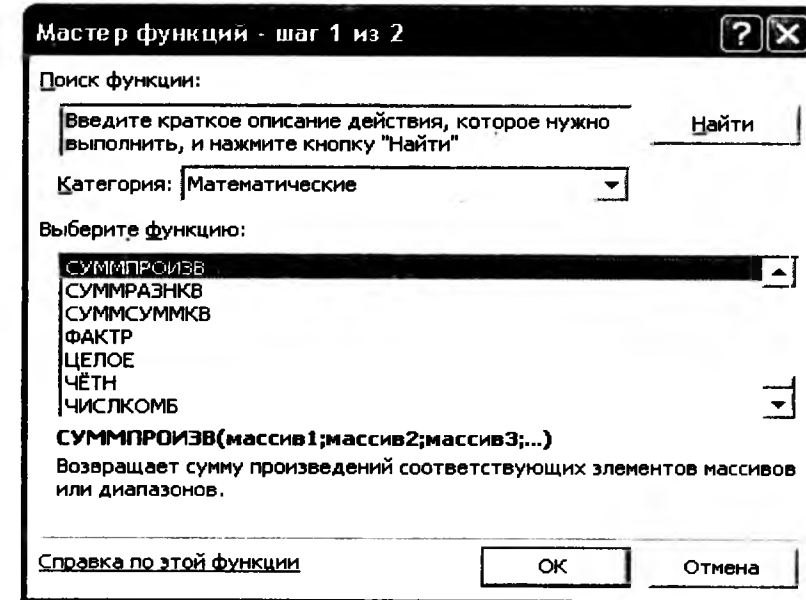 Мастер функций - шаг 1 из 2
Поиск функции:
Введите краткое описание действия, которое нужно
выполнить, и нажмите кнопку "Найти"
Найти
Категория: Математические
Выберите функцию:
СУММПРОИЗВ
СУММРАЗНКВ
СУММСУММКВ
ФАКТР
ЦЕЛОЕ
ЧЁТН
ЧИСЛКОМБ
СУММПРОИЗВ(массив1;массив2;массив3;...)
Возвращает сумму произведений соответствующих элементов массивов
или диапазонов.
Справка по этой функции
ОК
Отмена